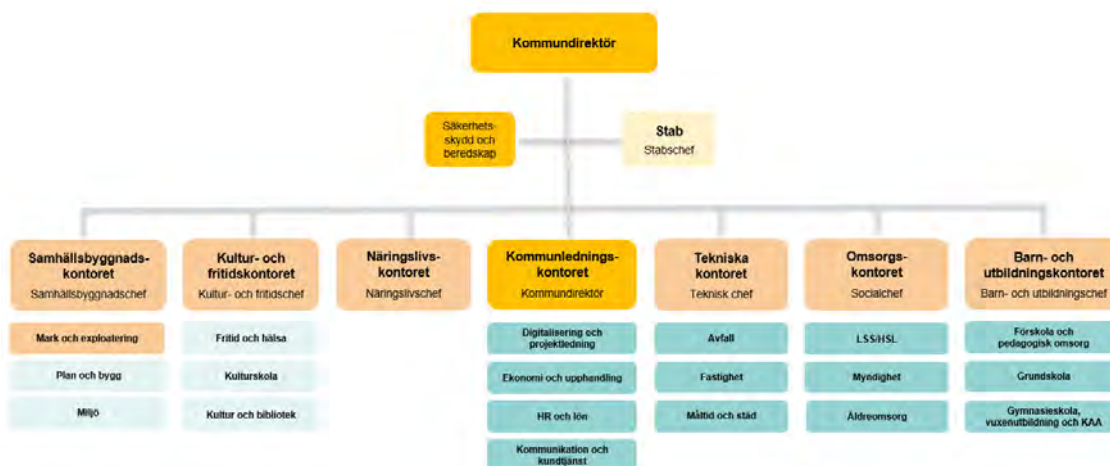 Kommundirektör
Säkerhets-
skydd och
beredskap
Stab
Stabschef
Samhällsbyggnads-
kontoret
Samhällsbyggnadschef
Kultur- och
fritidskontoret
Kultur- och fritidschef
Näringslivs-
kontoret
Näringslivschef
Kommunlednings-
kontoret
Kommundirektör
Tekniska
kontoret
Teknisk chef
Omsorgs-
kontoret
Socialchef
Barn- och
utbildningskontoret
Barn- och utbildningschef
Mark och exploatering
Plan och bygg
Miljö
Fritid och hälsa
Kulturskola
Kultur och bibliotek
Digitalisering och
projektledning
Ekonomi och upphandling
HR och lön
Kommunikation och
kundtjänst
Avfall
Fastighet
Måltid och städ
LSS/HSL
Myndighet
Äldreomsorg
Förskola och
pedagogisk omsorg
Grundskola
Gymnasieskola,
vuxenutbildning och KAA